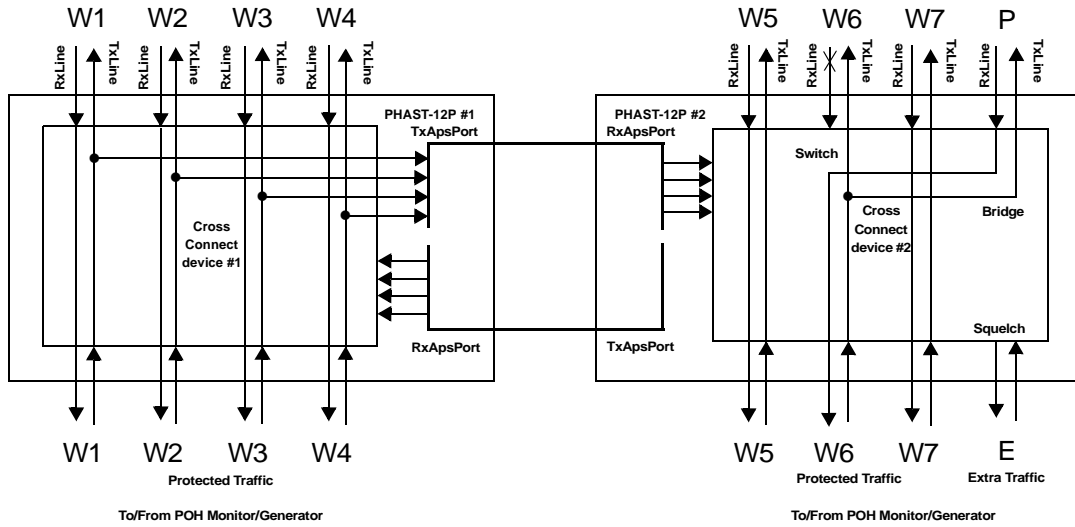 W1 W2 W3 W4 W5 W6 W7 P
RxLine TxLine RxLine TxLine RxLine TxLine RxLine TxLine RxLine TxLine RxLine TxLine RxLine TxLine RxLine TxLine
PHAST-12P #1
TxApsPort
PHAST-12P #2
RxApsPort
Switch
Cross
Connect
device #1
Cross
Connect
device #2
Bridge
Squelch
RxApsPort
TxApsPort
W1 W2 W3 W4 W5 W6 W7 E
Protected Traffic
Protected Traffic
Extra Traffic
To/From POH Monitor/Generator
To/From POH Monitor/Generator